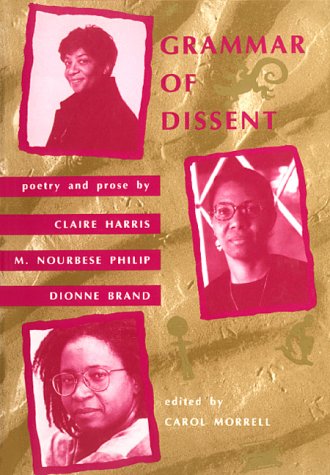 GRAMMAR
OF
DISSENT
poetry and prose by
CLAIRE HARRIS
M. NOURBESE PHILIP
DIONNE BRAND
edited by
CAROL MORRELL